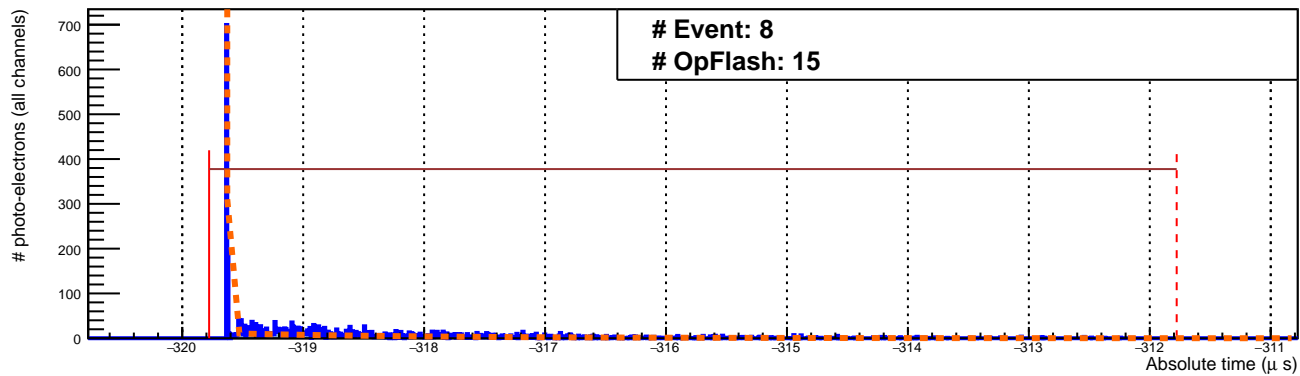 # Event: 8
# OpFlash: 15
# photo-electrons (all channels)
700
600
500
400
300
200
100
0
−320 −319 −318 −317 −316 −315 −314 −313 −312 −311
Absolute time (μ s)